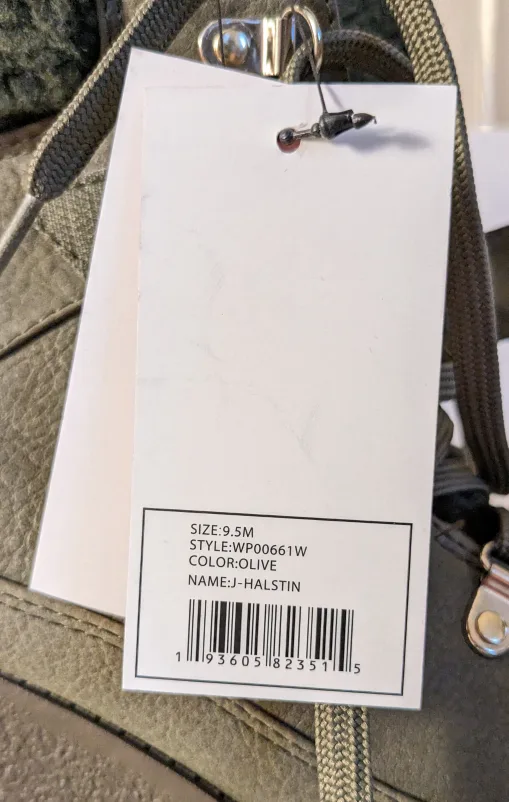 SIZE:9.5M
STYLE:WP00661W
COLOR:OLIVE
NAME:J-HALSTIN
1 93605 82351 5